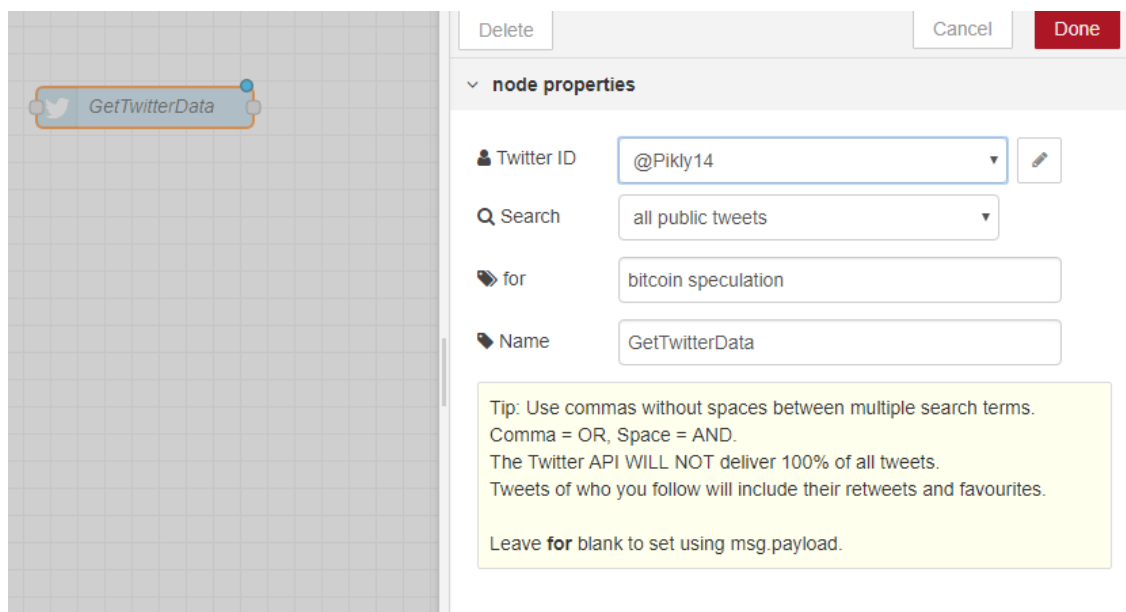 Delete
Cancel
Done
GetTwitterData
node properties
Twitter ID
@Pikly14
Search
all public tweets
for
bitcoin speculation
Name
GetTwitterData
Tip: Use commas without spaces between multiple search terms.
Comma = OR, Space = AND.
The Twitter API WILL NOT deliver 100% of all tweets.
Tweets of who you follow will include their retweets and favourites.
Leave for blank to set using msg.payload.